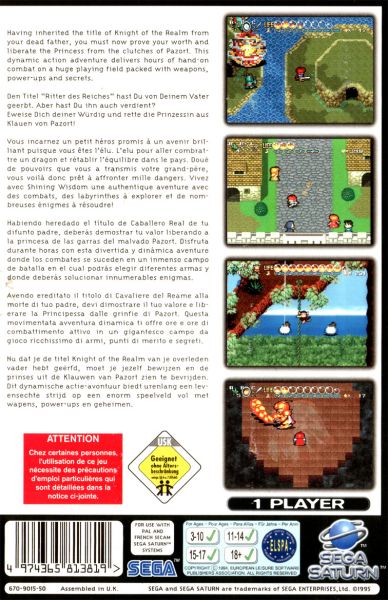 Having inherited the title of Knight of the Realm from
your dead father, you must now prove your worth and
liberate the Princess from the clutches of Pazort! This
dynamic action adventure delivers hours of hand-on
combat on a hug playing field packed with weapons,
power-ups and secrets.
Den Titel "Ritter des Reiches" hast Du von Deinem Vater
geerbt. Aber hast Du ihn auch verdient?
Eweise Dich deiner Würdig und rette die Prinzessin aus
Klauen von Pazort!
Vous incarnez un petit héros promis à un avenir bril-
liant puisque vous êtes l'élu. L'elu pour aller combat-
tre un dragon et rétablir l'équilibre dans le pays. Doué
de pouvoirs que vous a transmis votre grand-père,
vous voilà donc prêt à affronter mille dangers. Vivez
avec Shining Wisdom une authentique aventure avec
des combats, des labyrinthes à explorer et de nom-
breuses énigmes à résoudre!
Habiendo heredado el título de Caballero Real de tu
difunto padre, deberás demostrar tu valor liberando a
la princesa de las garras del malvado Pazort. Disfruta
durante horas con esta divertida y dinámica aventura
donde los combates se suceden en un inmenso campo
de batalla en el cual podrás elegir diferentes armas y
donde deberás solucionar innumerables enigmas.
Avendo ereditato il titolo di Cavaliere del Reame alla
morte di tuo padre, devi dimostrare il tuo valore e lib-
erare la Principessa dalle grinfie di Pazort. Questa
movimentata avventura dinamica ti offre ore e ore di
combattimento attivo in un gigantesco campo da
gioco ricchissimo di armi, punti di merito e segreti.
Nu dat je de titel Knight of the Realm van je overleden
vader hebt geërfd, moet je jezelf bewijzen en de
prinses uit de Klauwen van Pazort zien te bevrijden.
Dit dynamische actie-avontuur biedt urenlang een lev-
ensechte strijd op een enorm speelveld vol met
wapens, power-ups en geheimen.
ATTENTION
Chez certaines personnes,
l'utilisation de ce jeu
nécessite des précautions
d'emploi particulières qui
sont détaillées dans la
notice ci-jointe.
USK
Geeignet
ohne Alters-
beschränkung
1 PLAYER
4 974365 813819
FOR USE WITH
PAL AND
FRENCH SECAM
SEGA SATURN™
SYSTEMS
SEGA
For Ages - Pour Ages - Para Años - Für Jahre - Per Anni
3-10
11-14
15-17
18+
ELSPA
COPYRIGHT © 1994, EUROPEAN LEISURE SOFTWARE
PUBLISHERS ASSOCIATION. ALL RIGHTS RESERVED
SEGA SATURN
670-9015-50
Assembled in U.K.
SEGA and SEGA SATURN are trademarks of SEGA ENTERPRISES, Ltd. ©1995